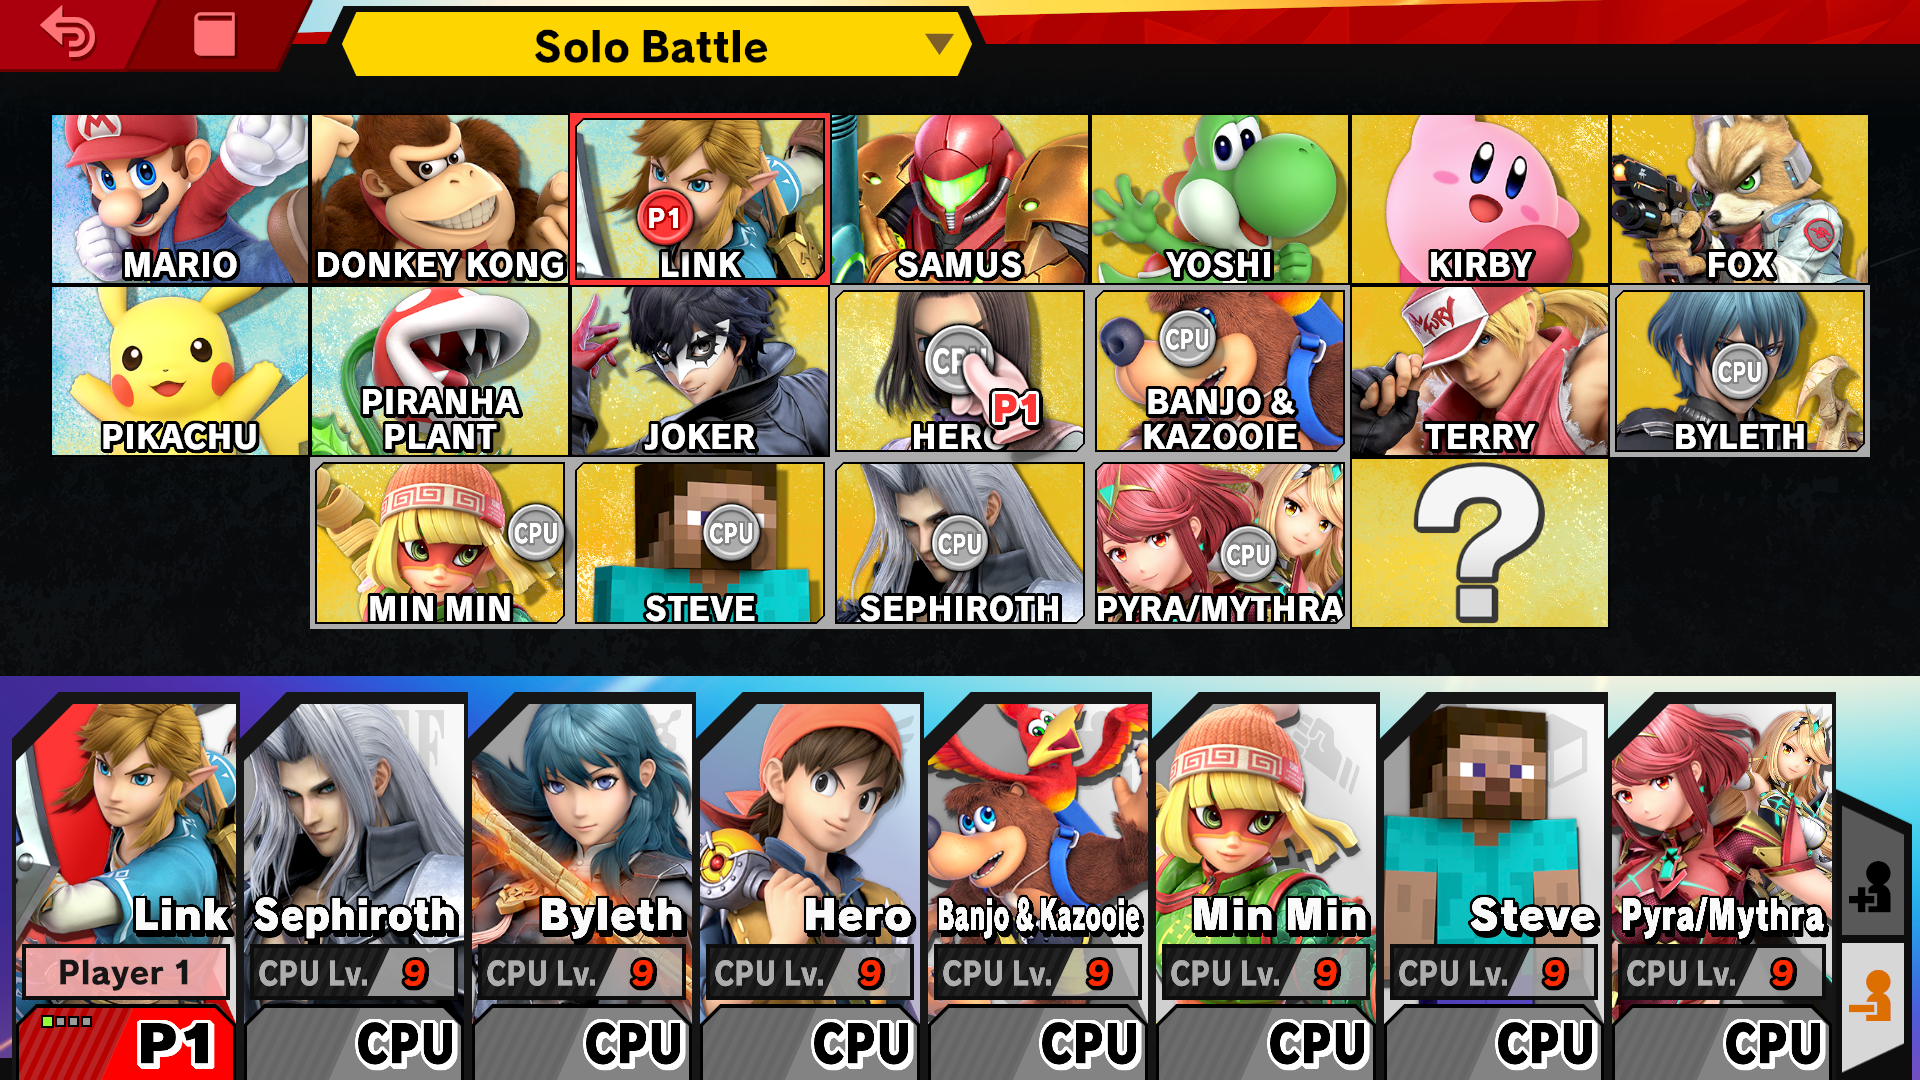 Solo Battle
MARIO
DONKEY KONG
P1
LINK
SAMUS
YOSHI
KIRBY
FOX
PIKACHU
PIRANHA
PLANT
JOKER
CPU
P1
HERO
CPU
BANJO &
KAZOOIE
FURY
TERRY
CPU
BYLETH
CPU
MIN MIN
CPU
STEVE
CPU
SEPHIROTH
CPU
PYRA/MYTHRA
?
Link
Player 1
P1
Sephiroth
CPU Lv. 9
CPU
Byleth
CPU Lv. 9
CPU
Hero
CPU Lv. 9
CPU
Banjo & Kazooie
CPU Lv. 9
CPU
Min Min
CPU Lv. 9
CPU
Steve
CPU Lv. 9
CPU
Pyra/Mythra
CPU Lv. 9
CPU